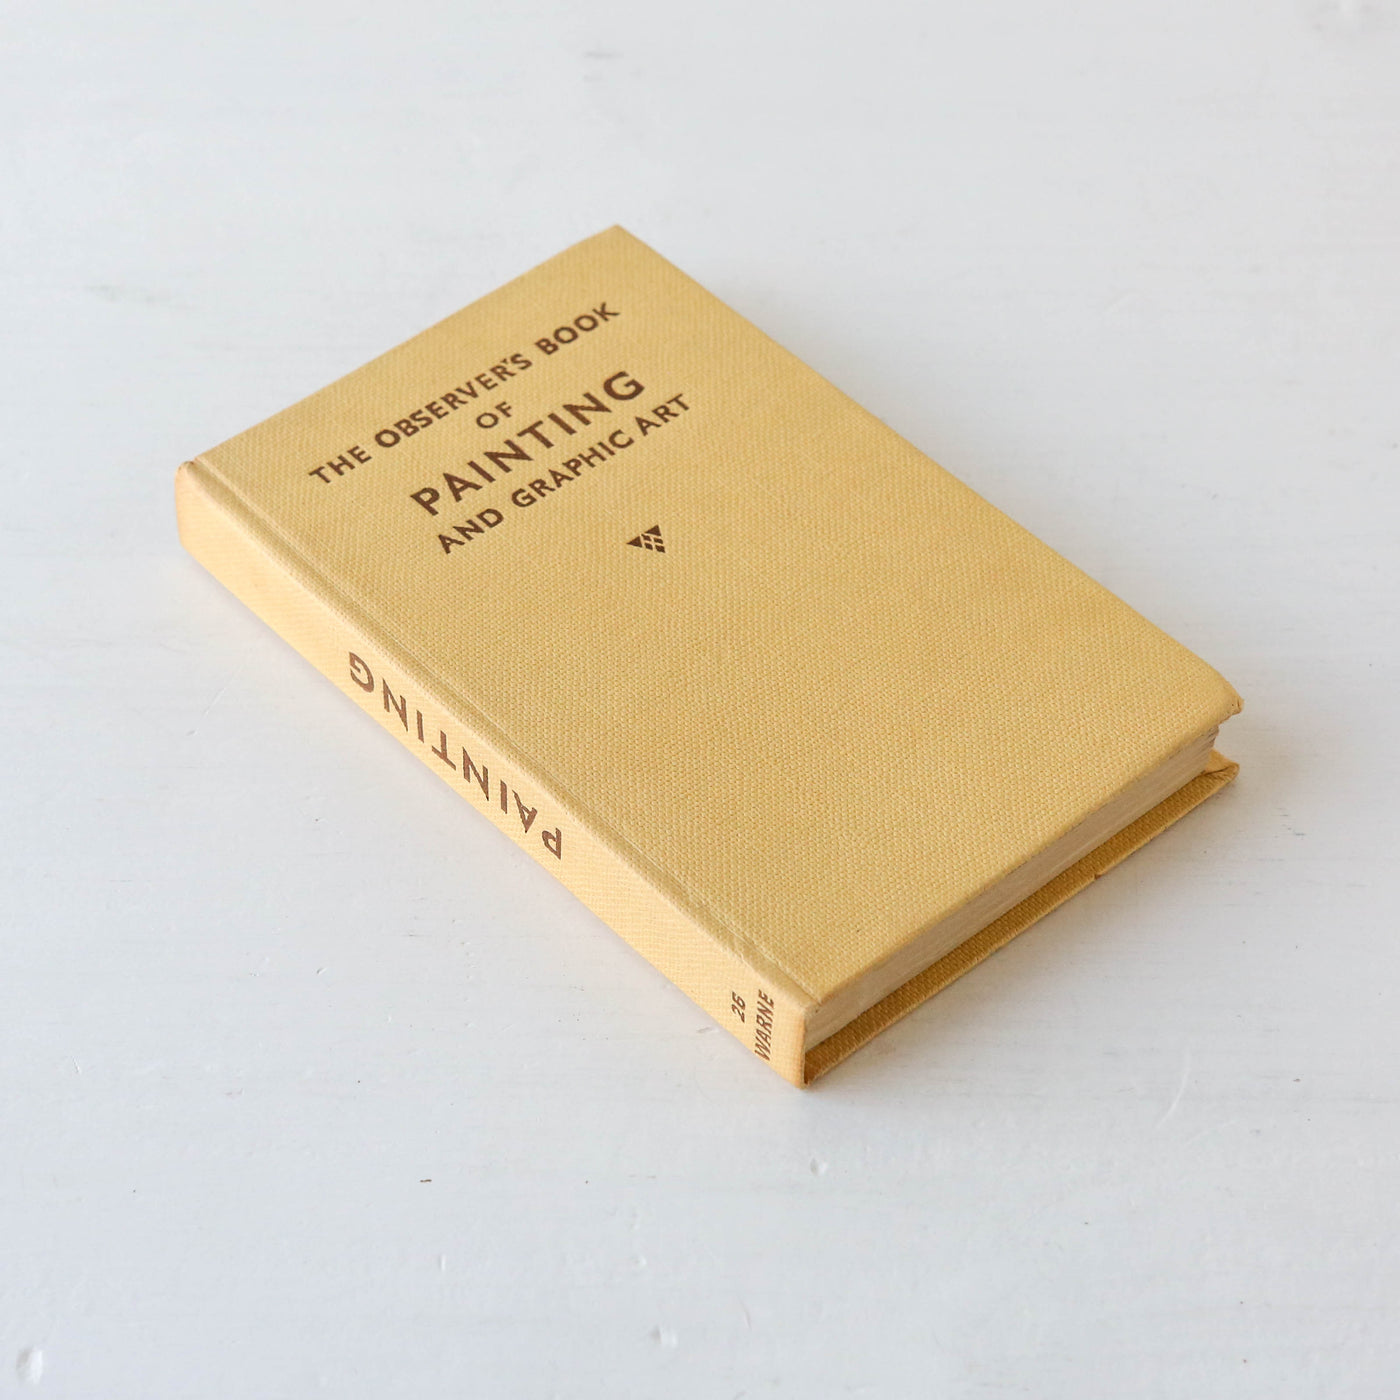 THE OBSERVER'S BOOK
OF
PAINTING
AND GRAPHIC ART
PAINTING
26
WARNE